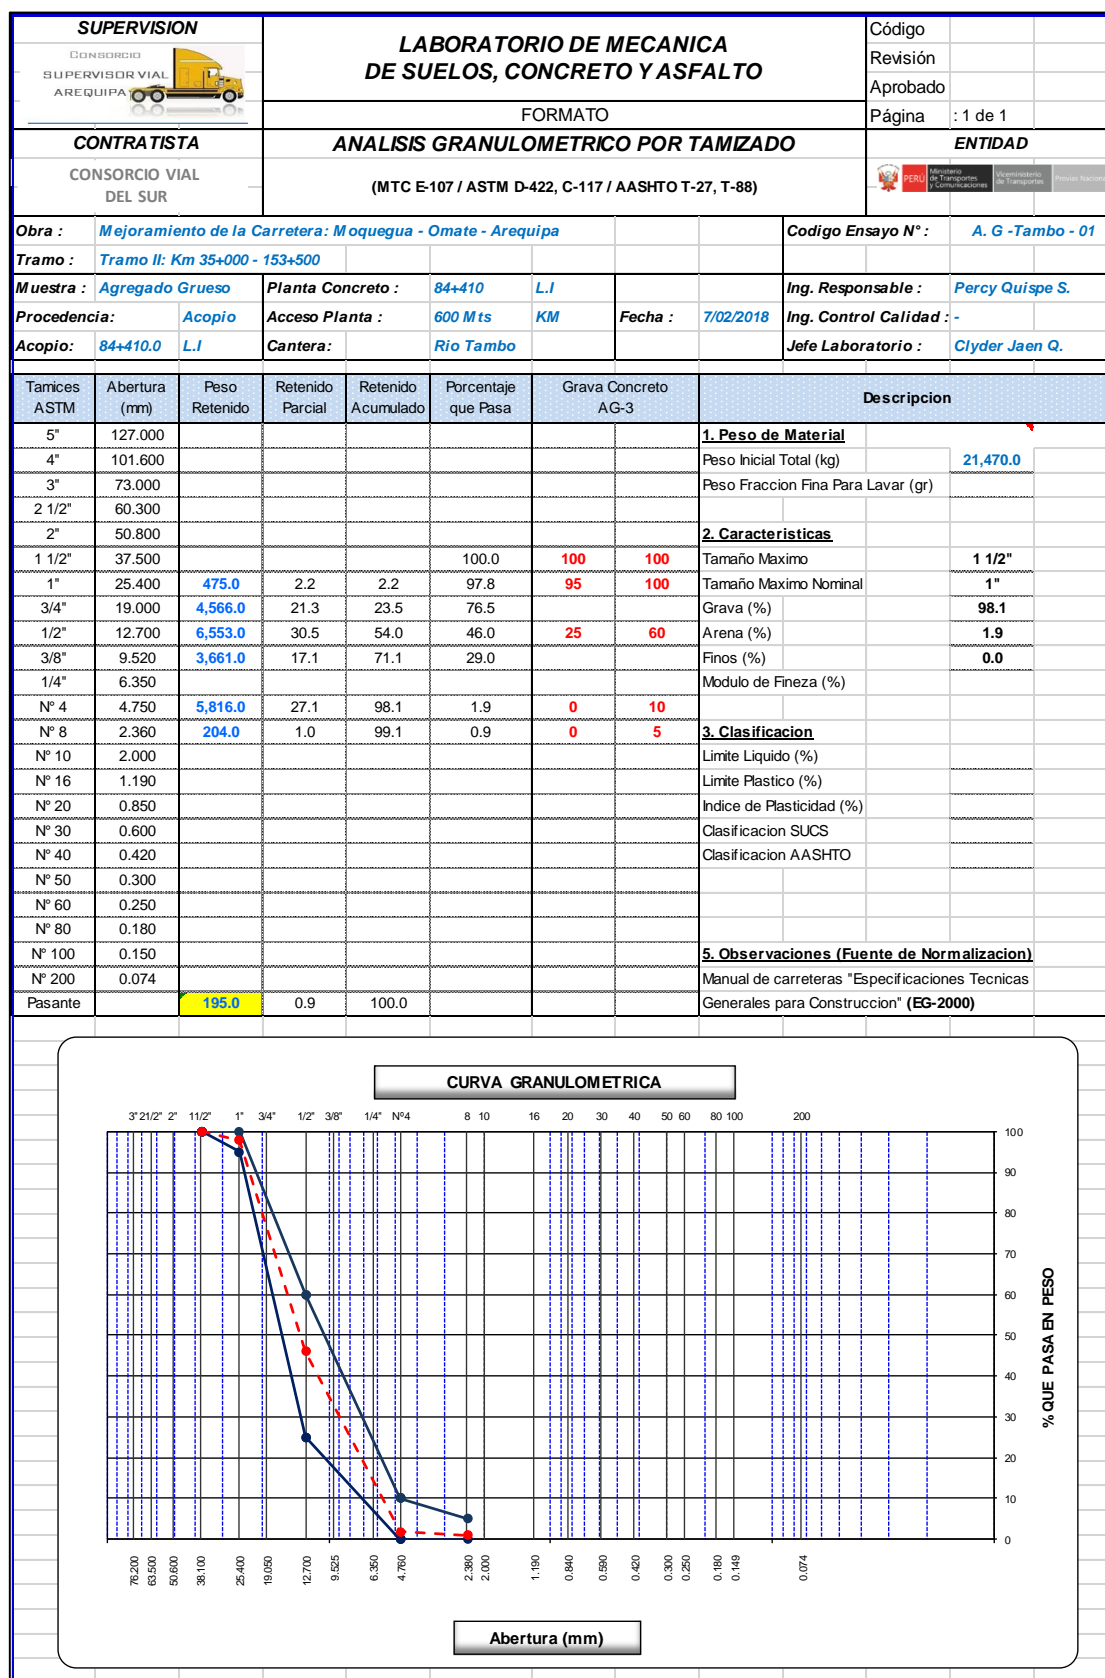 SUPERVISION
CONSORCIO
SUPERVISOR VIAL
AREQUIPA
LABORATORIO DE MECANICA
DE SUELOS, CONCRETO Y ASFALTO
FORMATO
Código
Revisión
Aprobado
Página : 1 de 1
CONTRATISTA
CONSORCIO VIAL
DEL SUR
ANALISIS GRANULOMETRICO POR TAMIZADO
(MTC E-107 / ASTM D-422, C-117 / AASHTO T-27, T-88)
ENTIDAD
PERÚ Ministerio de Transportes y Comunicaciones Viceministerio de Transportes Provias Nacional
Obra : Mejoramiento de la Carretera: Moquegua - Omate - Arequipa Codigo Ensayo N° : A. G -Tambo - 01
Tramo : Tramo II: Km 35+000 - 153+500
Muestra : Agregado Grueso Planta Concreto : 84+410 L.I Ing. Responsable : Percy Quispe S.
Procedencia: Acopio Acceso Planta : 600 Mts KM Fecha : 7/02/2018 Ing. Control Calidad : -
Acopio: 84+410.0 L.I Cantera: Rio Tambo Jefe Laboratorio : Clyder Jaen Q.
Tamices ASTM Abertura (mm) Peso Retenido Retenido Parcial Retenido Acumulado Porcentaje que Pasa Grava Concreto AG-3 Descripcion
5" 127.000 1. Peso de Material
4" 101.600 Peso Inicial Total (kg) 21,470.0
3" 73.000 Peso Fraccion Fina Para Lavar (gr)
2 1/2" 60.300
2" 50.800 2. Caracteristicas
1 1/2" 37.500 100.0 100 100 Tamaño Maximo 1 1/2"
1" 25.400 475.0 2.2 2.2 97.8 95 100 Tamaño Maximo Nominal 1"
3/4" 19.000 4,566.0 21.3 23.5 76.5 Grava (%) 98.1
1/2" 12.700 6,553.0 30.5 54.0 46.0 25 60 Arena (%) 1.9
3/8" 9.520 3,661.0 17.1 71.1 29.0 Finos (%) 0.0
1/4" 6.350 Modulo de Fineza (%)
N° 4 4.750 5,816.0 27.1 98.1 1.9 0 10
N° 8 2.360 204.0 1.0 99.1 0.9 0 5 3. Clasificacion
N° 10 2.000 Limite Liquido (%)
N° 16 1.190 Limite Plastico (%)
N° 20 0.850 Indice de Plasticidad (%)
N° 30 0.600 Clasificacion SUCS
N° 40 0.420 Clasificacion AASHTO
N° 50 0.300
N° 60 0.250
N° 80 0.180
N° 100 0.150 5. Observaciones (Fuente de Normalizacion)
N° 200 0.074 Manual de carreteras "Especificaciones Tecnicas
Pasante 195.0 0.9 100.0 Generales para Construccion" (EG-2000)
CURVA GRANULOMETRICA
3" 21/2" 2" 11/2" 1" 3/4" 1/2" 3/8" 1/4" Nº4 8 10 16 20 30 40 50 60 80 100 200
100
90
80
70
60
50
40
30
20
10
0
% QUE PASA EN PESO
76.200 63.500 50.600 38.100 25.400 19.050 12.700 9.525 6.350 4.760 2.380 2.000 1.190 0.840 0.590 0.420 0.300 0.250 0.180 0.149 0.074
Abertura (mm)